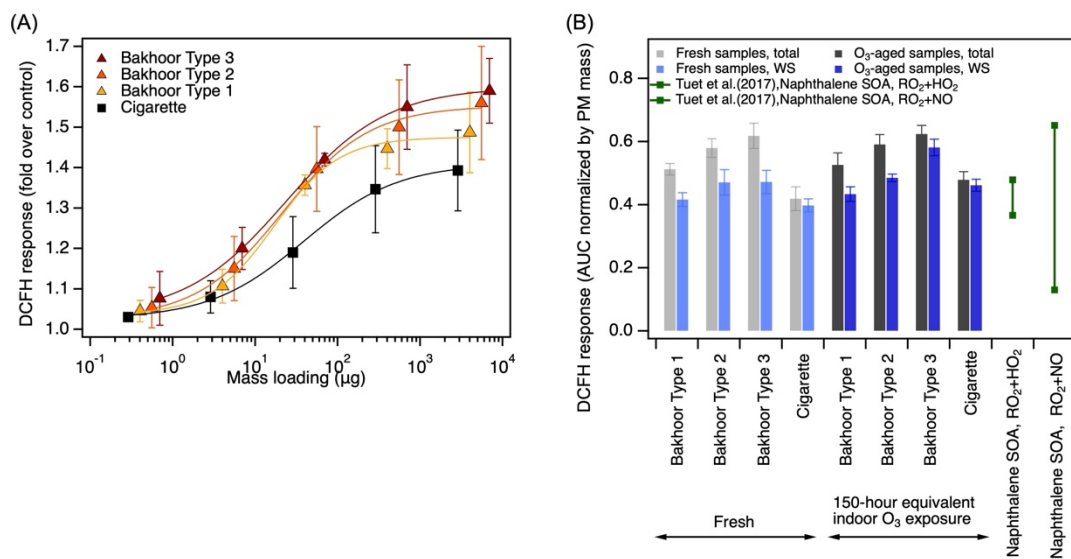 (A)
DCFH response (fold over control)
1.7
1.6
1.5
1.4
1.3
1.2
1.1
1.0
Bakhoor Type 3
Bakhoor Type 2
Bakhoor Type 1
Cigarette
10⁻¹
10⁰
10¹
10²
10³
10⁴
Mass loading (µg)
(B)
DCFH response (AUC normalized by PM mass)
0.8
0.6
0.4
0.2
0.0
Fresh samples, total
Fresh samples, WS
O₃-aged samples, total
O₃-aged samples, WS
Tuet et al.(2017),Naphthalene SOA, RO₂+HO₂
Tuet et al.(2017),Naphthalene SOA, RO₂+NO
Bakhoor Type 1
Bakhoor Type 2
Bakhoor Type 3
Cigarette
Bakhoor Type 1
Bakhoor Type 2
Bakhoor Type 3
Cigarette
Naphthalene SOA, RO₂+HO₂
Naphthalene SOA, RO₂+NO
Fresh
150-hour equivalent
indoor O₃ exposure